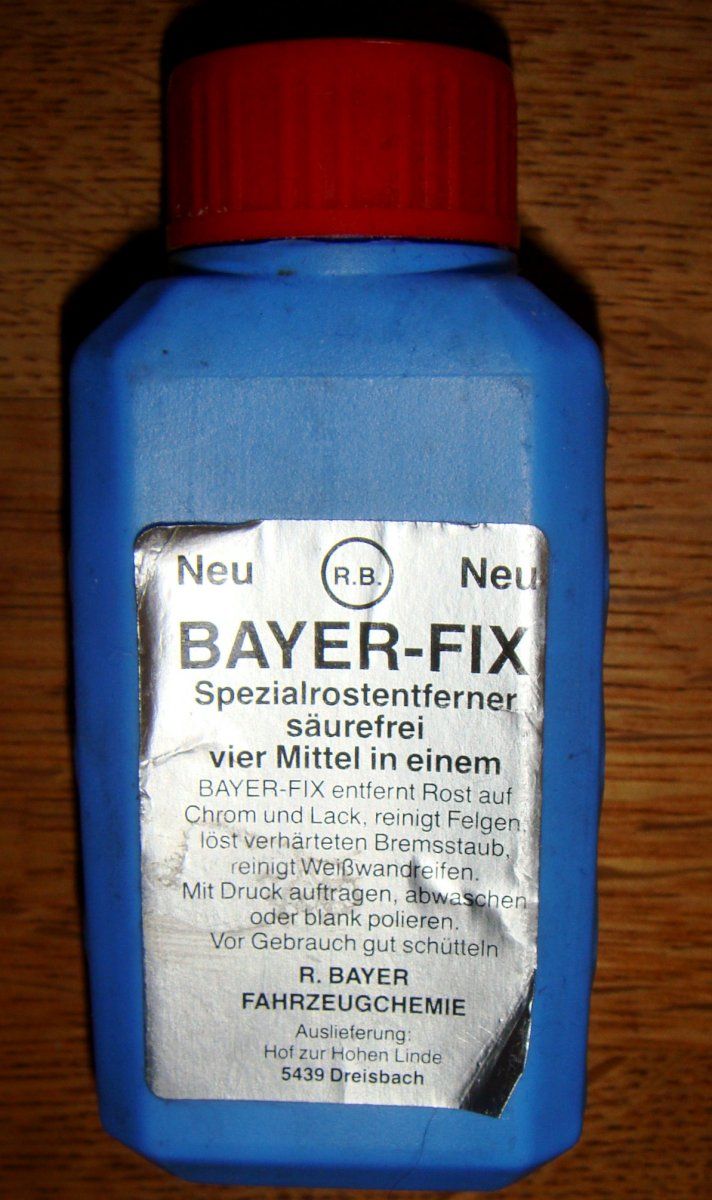 Neu R.B. Neu
BAYER-FIX
Spezialrostentferner
säurefrei
vier Mittel in einem
BAYER-FIX entfernt Rost auf
Chrom und Lack, reinigt Felgen,
löst verhärteten Bremsstaub,
reinigt Weißwandreifen.
Mit Druck auftragen, abwaschen
oder blank polieren.
Vor Gebrauch gut schütteln
R. BAYER
FAHRZEUGCHEMIE
Auslieferung:
Hof zur Hohen Linde
5439 Dreisbach